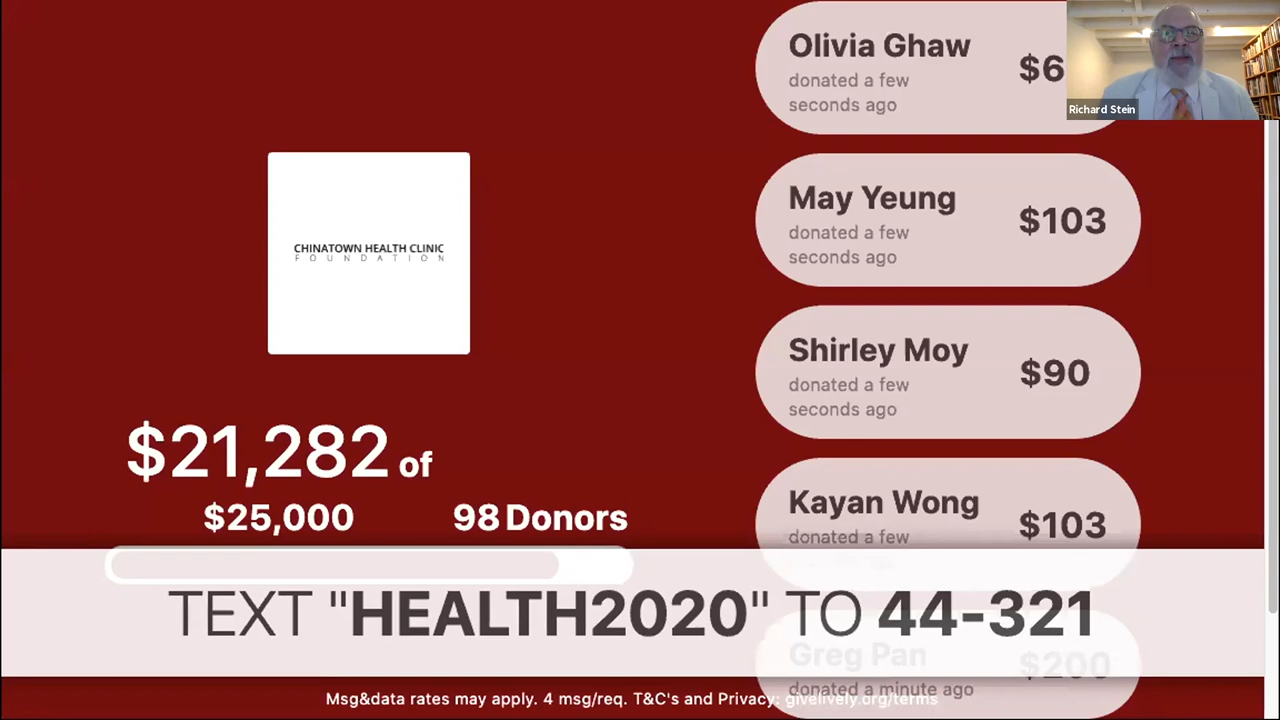 Olivia Ghaw
donated a few
seconds ago
$6
Richard Stein
May Yeung
donated a few
seconds ago
$103
CHINATOWN HEALTH CLINIC
FOUNDATION
Shirley Moy
donated a few
seconds ago
$90
$21,282 of
$25,000
98 Donors
Kayan Wong
donated a few
$103
TEXT "HEALTH2020" TO 44-321
Greg Pan
donated a minute ago
$200
Msg&data rates may apply. 4 msg/req. T&C's and Privacy: givelively.org/terms